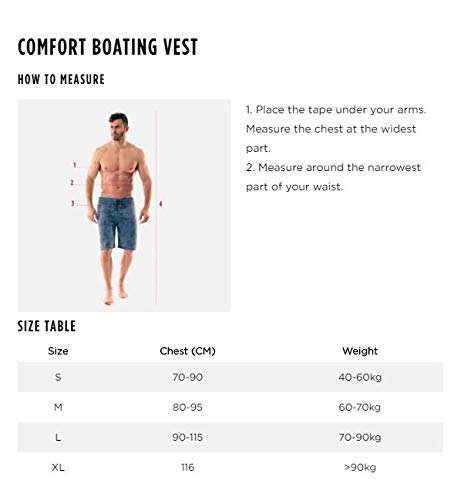 COMFORT BOATING VEST
HOW TO MEASURE
1
2
3
4
1. Place the tape under your arms.
Measure the chest at the widest
part.
2. Measure around the narrowest
part of your waist.
SIZE TABLE
Size Chest (CM) Weight
S 70-90 40-60kg
M 80-95 60-70kg
L 90-115 70-90kg
XL 116 >90kg